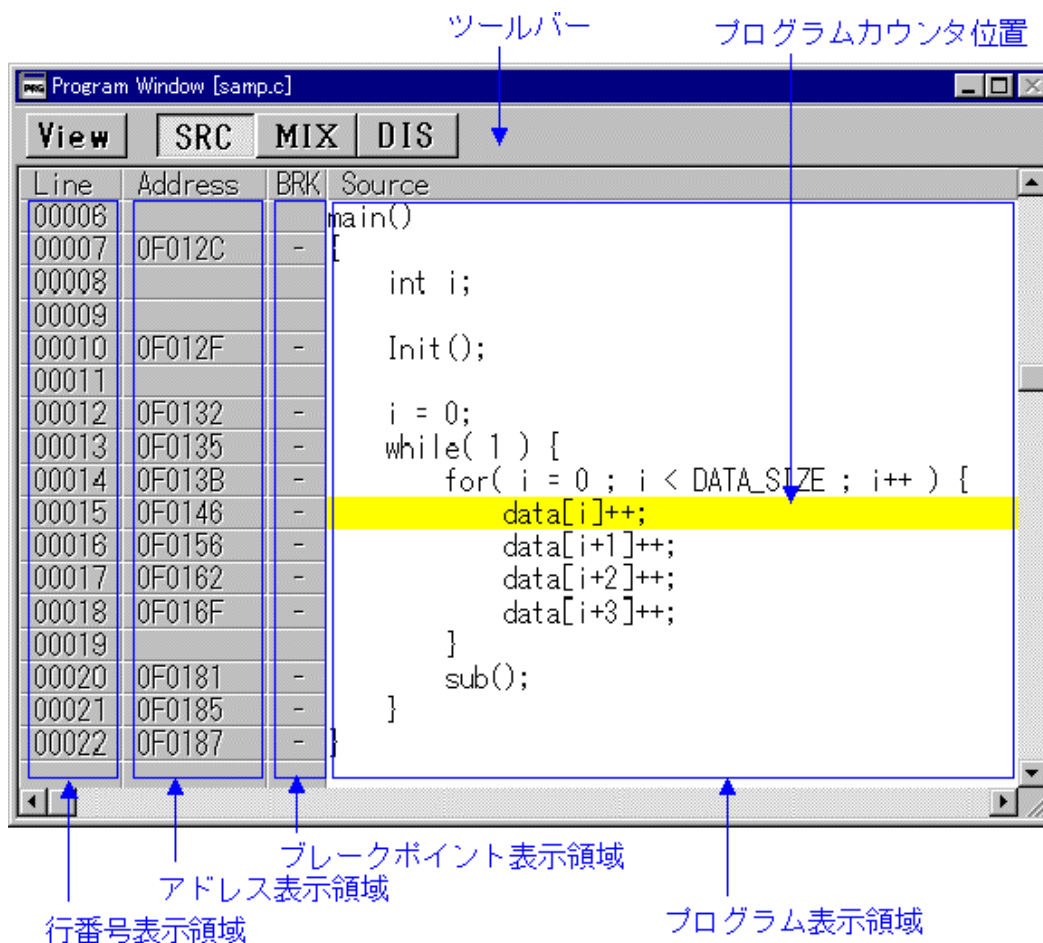 ツールバー
プログラムカウンタ位置
PRG Program Window [samp.c]
View SRC MIX DIS
Line Address BRK Source
00006 main()
00007 0F012C - {
00008 int i;
00009
00010 0F012F - Init();
00011
00012 0F0132 - i = 0;
00013 0F0135 - while( 1 ) {
00014 0F013B - for( i = 0 ; i < DATA_SIZE ; i++ ) {
00015 0F0146 - data[i]++;
00016 0F0156 - data[i+1]++;
00017 0F0162 - data[i+2]++;
00018 0F016F - data[i+3]++;
00019 }
00020 0F0181 - sub();
00021 0F0185 - }
00022 0F0187 - }
ブレークポイント表示領域
アドレス表示領域
行番号表示領域
プログラム表示領域